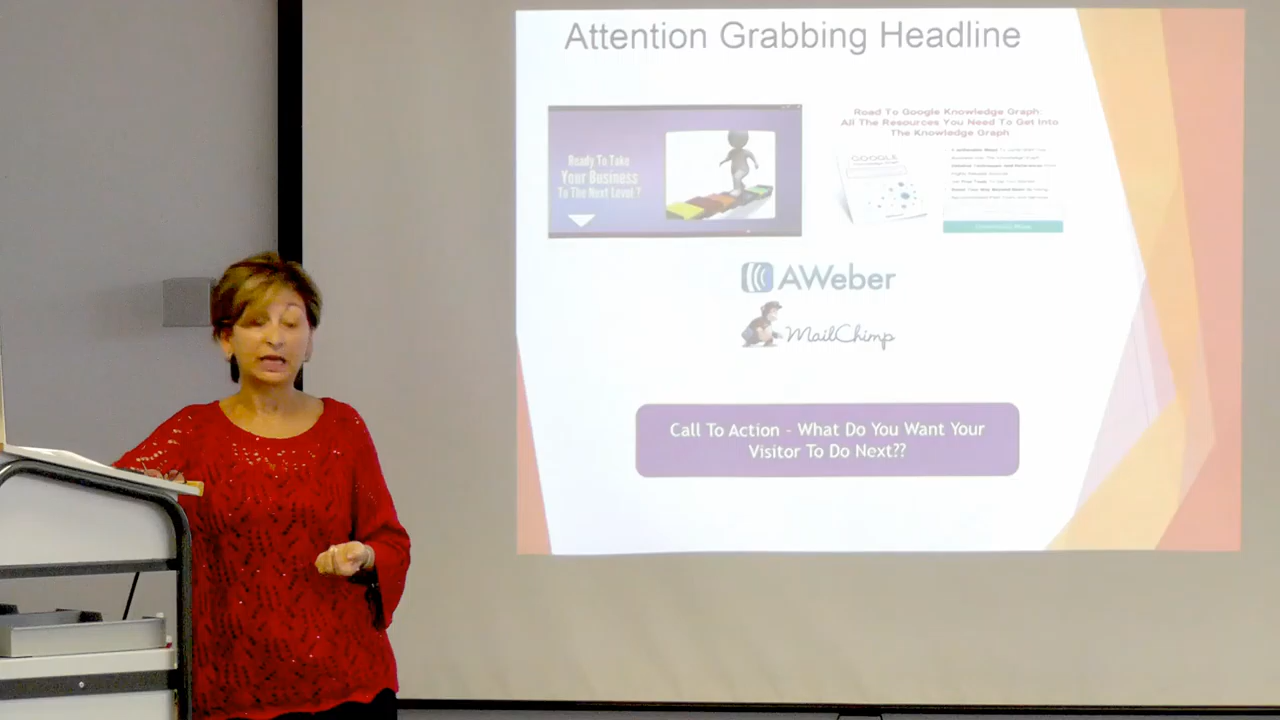 Attention Grabbing Headline
Ready To Take
Your Business
To The Next Level ?
Road To Google Knowledge Graph:
All The Resources You Need To Get Into
The Knowledge Graph
GOOGLE
AWeber
MailChimp
Call To Action - What Do You Want Your
Visitor To Do Next??